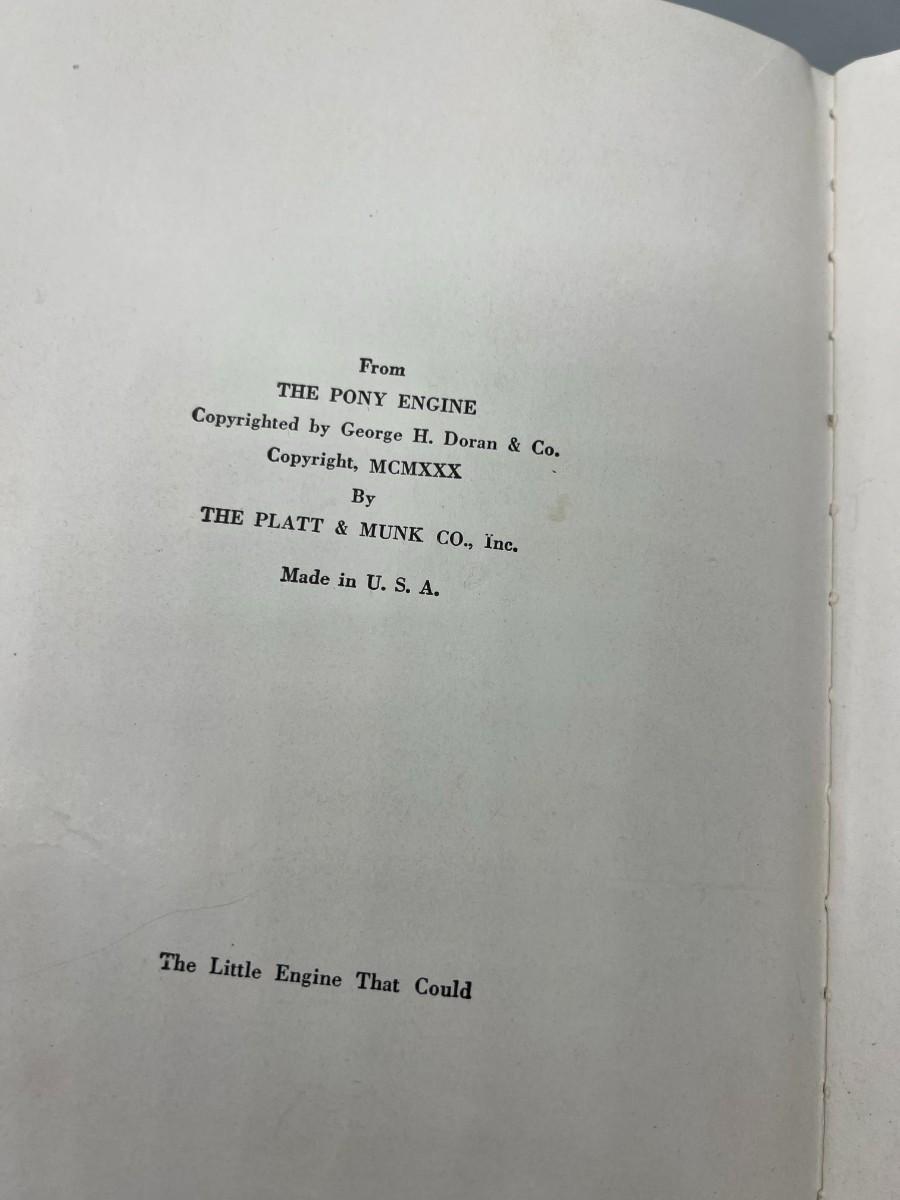 From
THE PONY ENGINE
Copyrighted by George H. Doran & Co.
Copyright, MCMXXX
By
THE PLATT & MUNK CO., Inc.
Made in U. S. A.
The Little Engine That Could